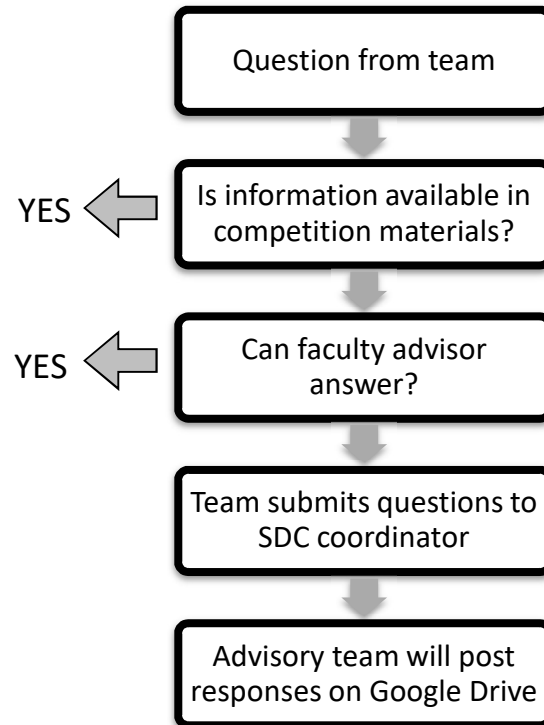 Question from team
YES
Is information available in
competition materials?
YES
Can faculty advisor
answer?
Team submits questions to
SDC coordinator
Advisory team will post
responses on Google Drive